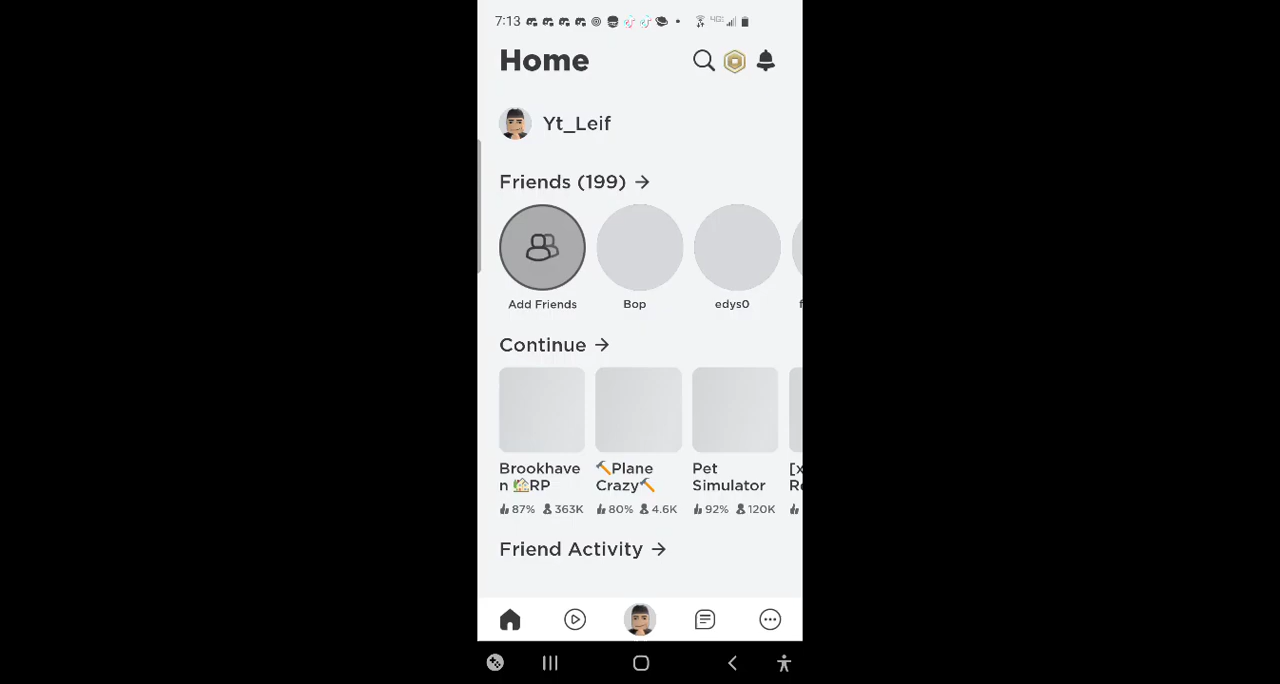 7:13
Home
Yt_Leif
Friends (199) →
Add Friends
Bop
edys0
Continue →
Brookhave
n 🏡RP
87% 363K
🔨Plane
Crazy🔨
80% 4.6K
Pet
Simulator
92% 120K
[x
Friend Activity →